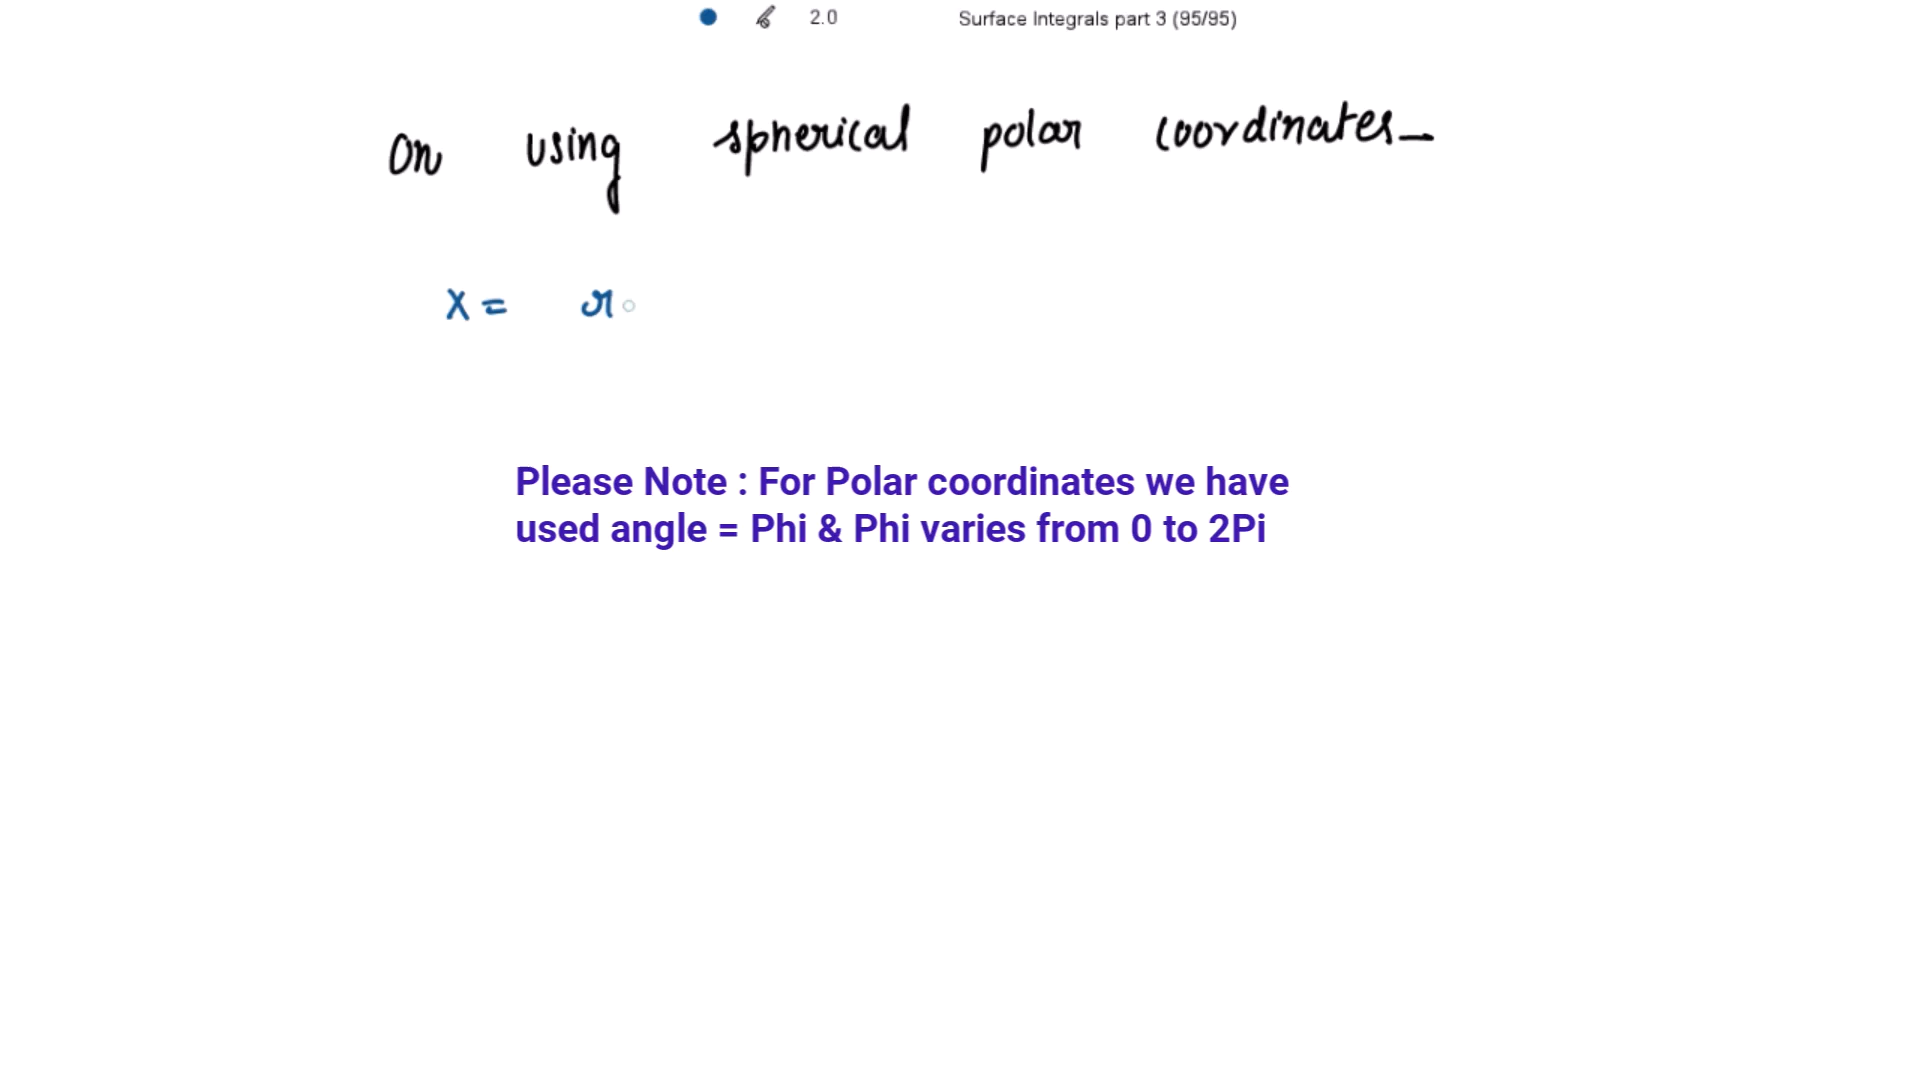 2.0 Surface Integrals part 3 (95/95)
On using spherical polar coordinates_
x = r
Please Note : For Polar coordinates we have
used angle = Phi & Phi varies from 0 to 2Pi